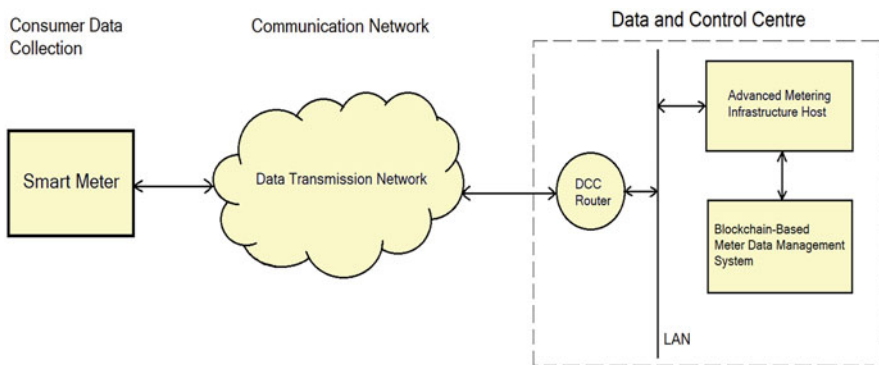 Consumer Data
Collection
Communication Network
Data and Control Centre
Smart Meter
Data Transmission Network
DCC
Router
Advanced Metering
Infrastructure Host
Blockchain-Based
Meter Data Management
System
LAN